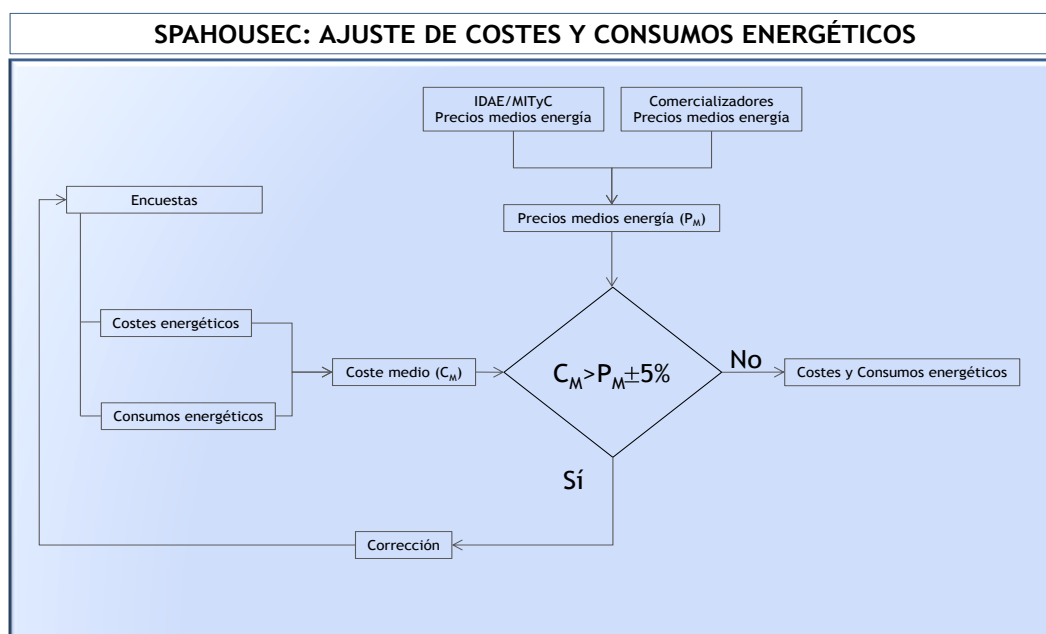 SPAHOUSEC: AJUSTE DE COSTES Y CONSUMOS ENERGÉTICOS
IDAE/MITyC
Precios medios energía
Comercializadores
Precios medios energía
Encuestas
Precios medios energía (PM)
Costes energéticos
Consumos energéticos
Coste medio (CM)
CM>PM±5%
No
Costes y Consumos energéticos
Sí
Corrección